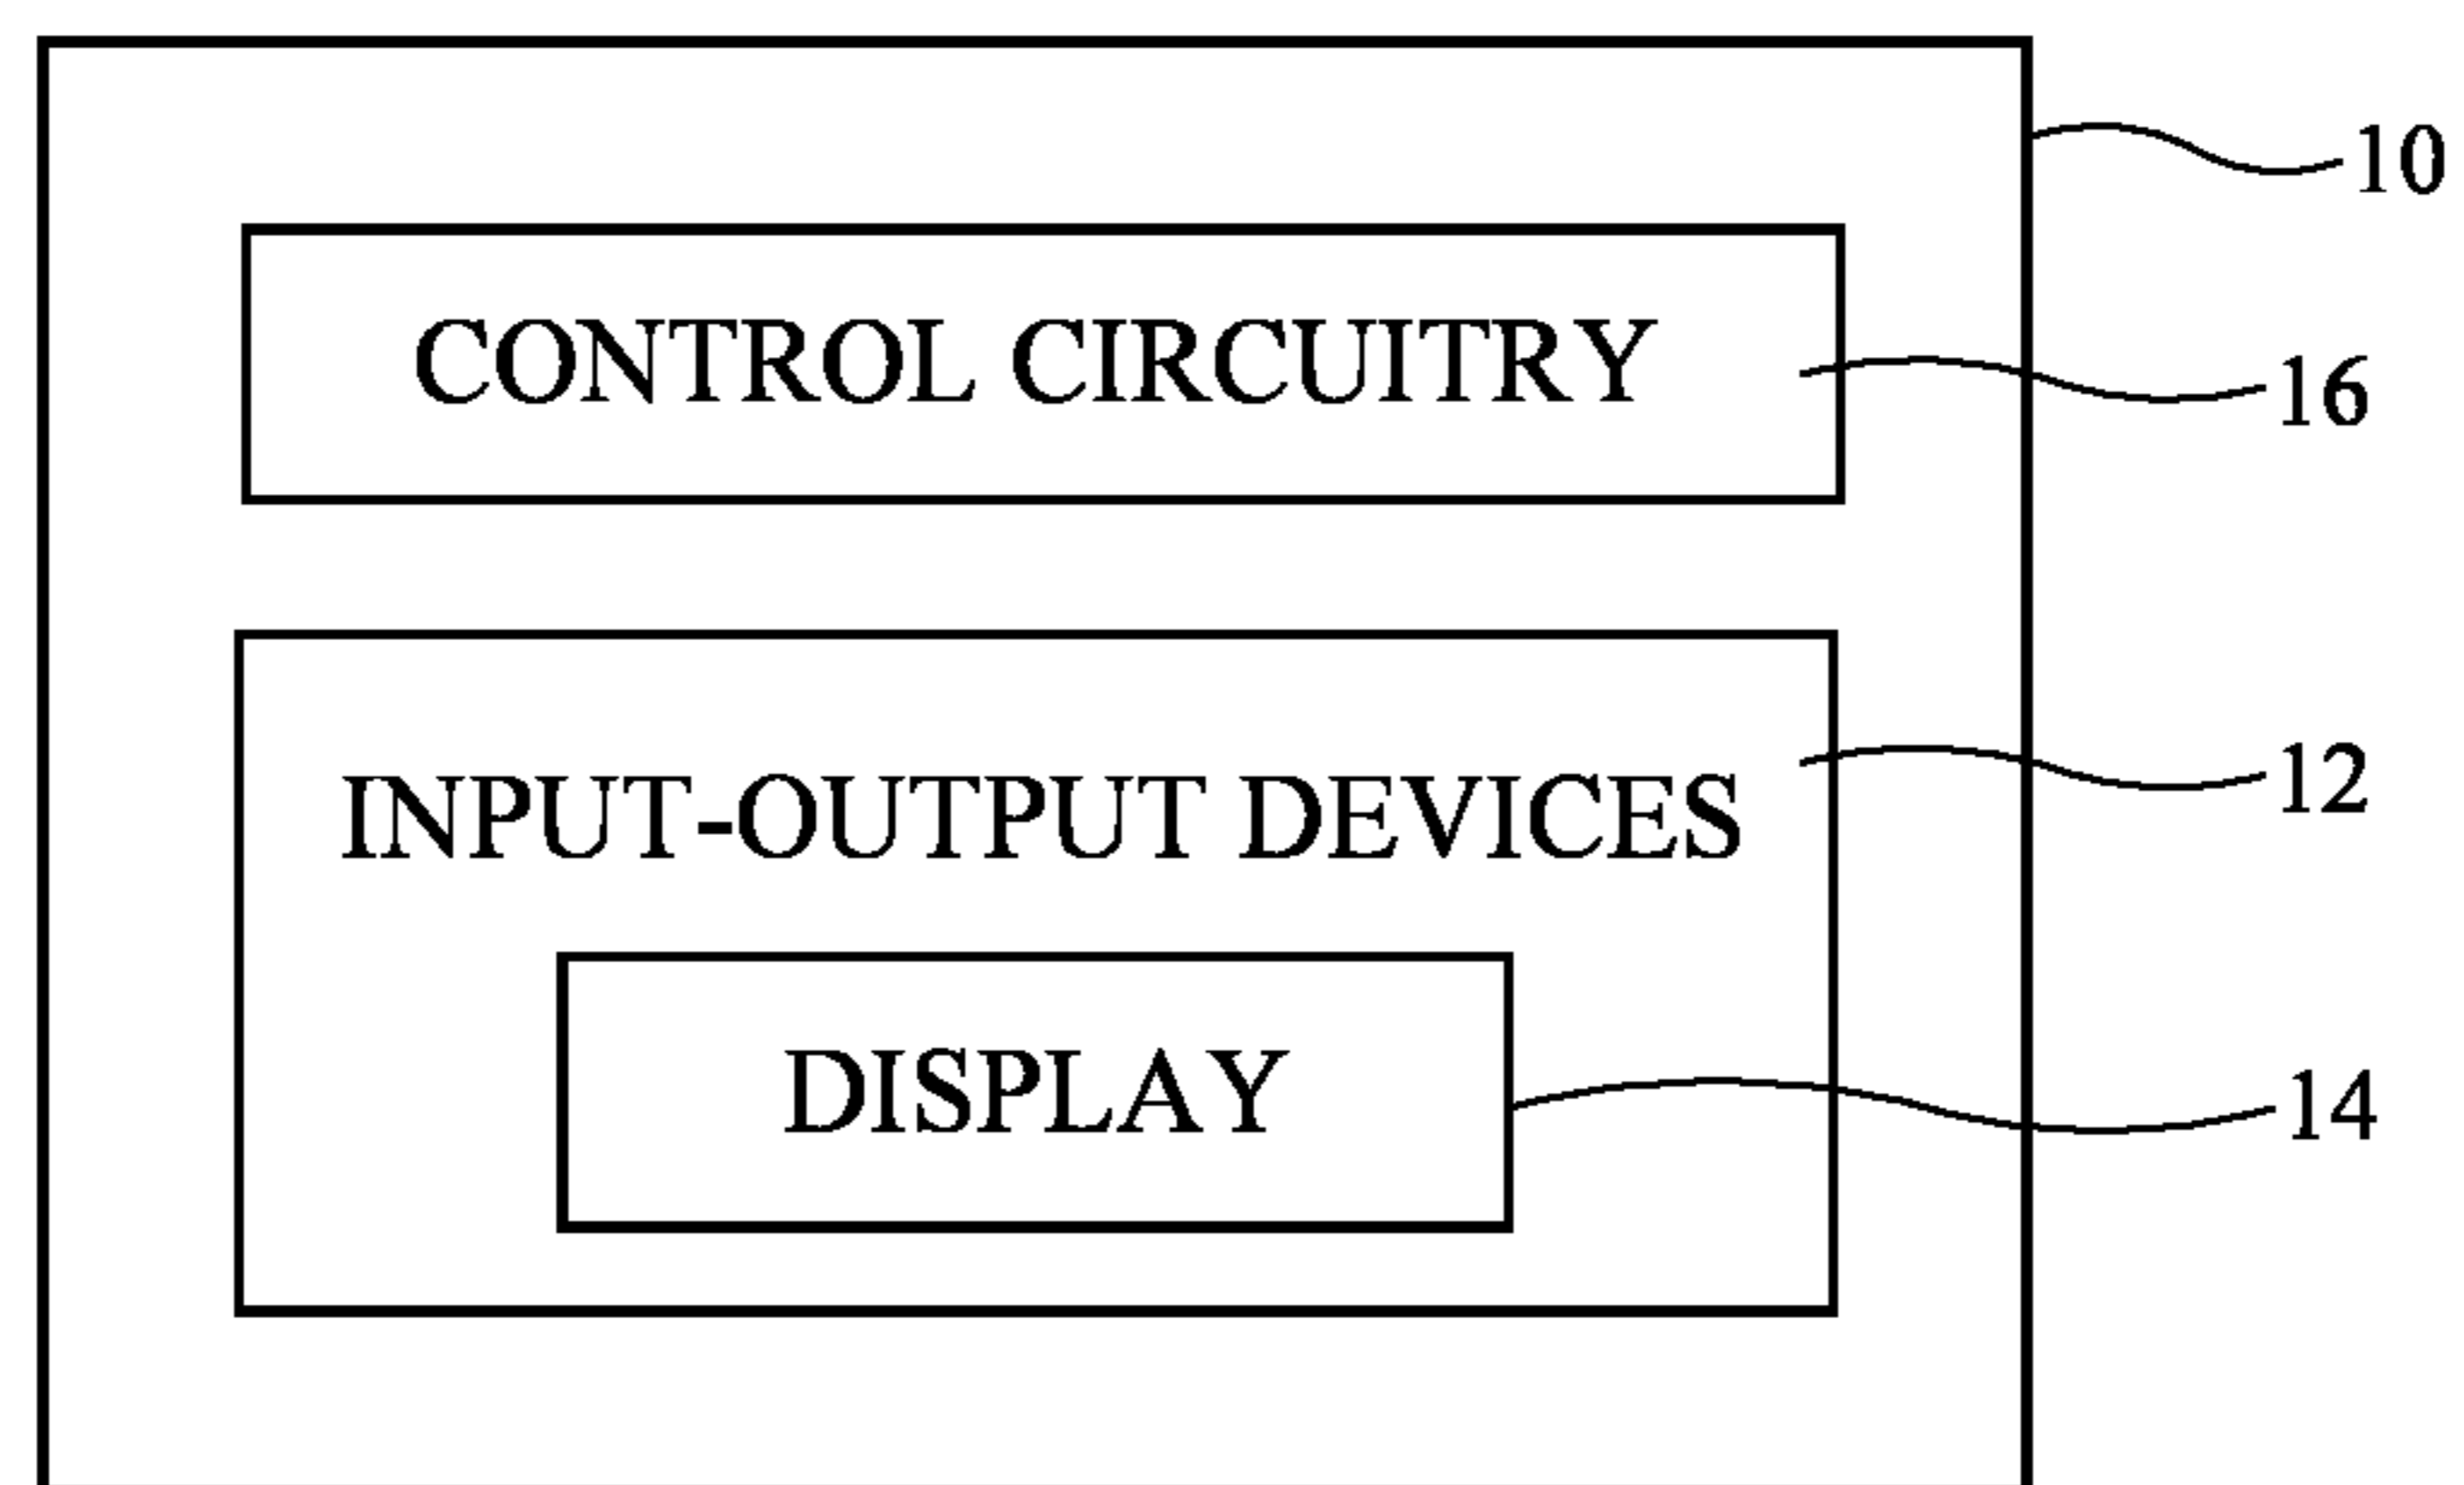 10
CONTROL CIRCUITRY
16
INPUT-OUTPUT DEVICES
12
DISPLAY
14